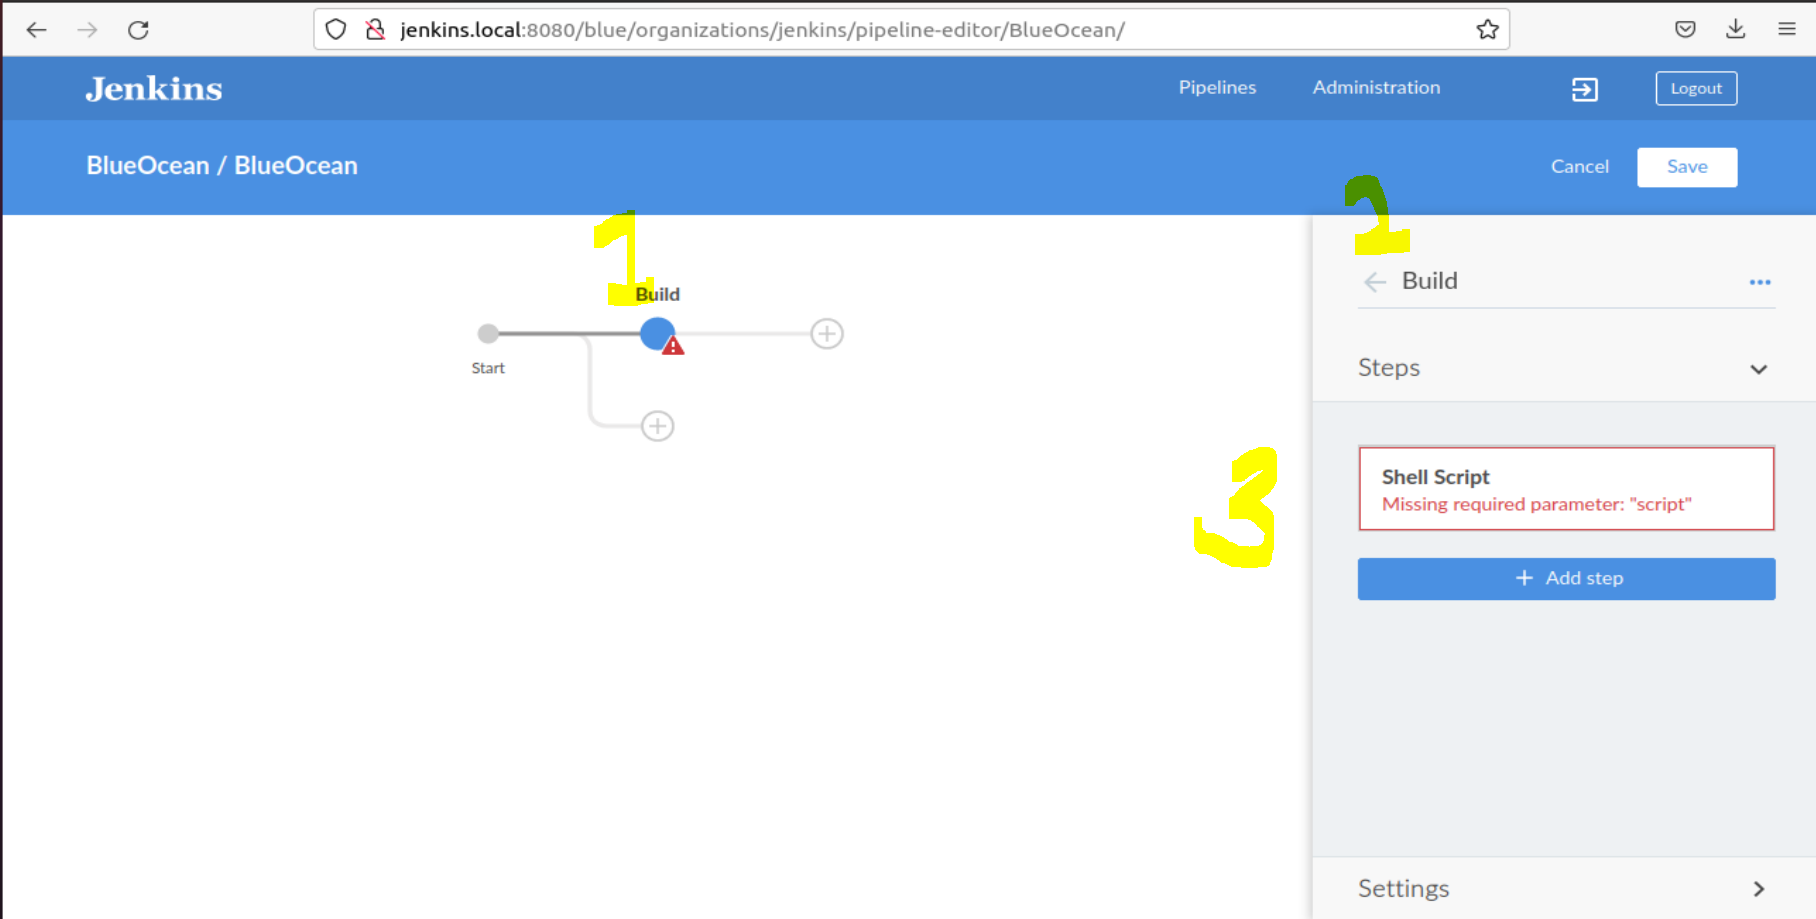 jenkins.local:8080/blue/organizations/jenkins/pipeline-editor/BlueOcean/
Jenkins
Pipelines
Administration
Logout
BlueOcean / BlueOcean
Cancel
Save
1
Build
Start
2
Build
Steps
3
Shell Script
Missing required parameter: "script"
Add step
Settings